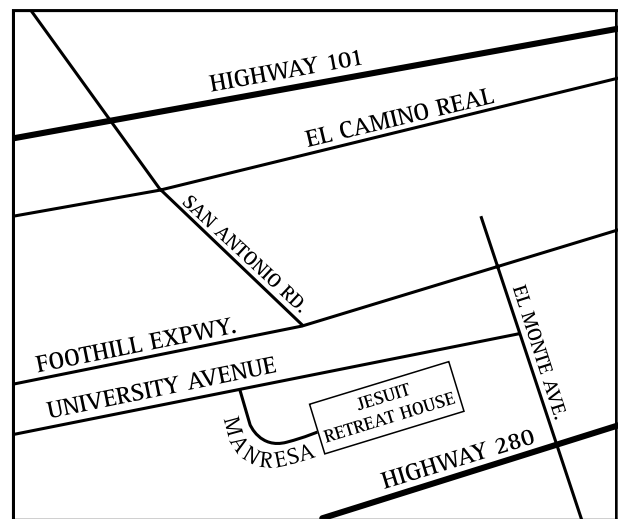 HIGHWAY 101
EL CAMINO REAL
SAN ANTONIO RD.
FOOTHILL EXPWY.
EL MONTE AVE.
UNIVERSITY AVENUE
JESUIT
RETREAT HOUSE
MANRESA
HIGHWAY 280